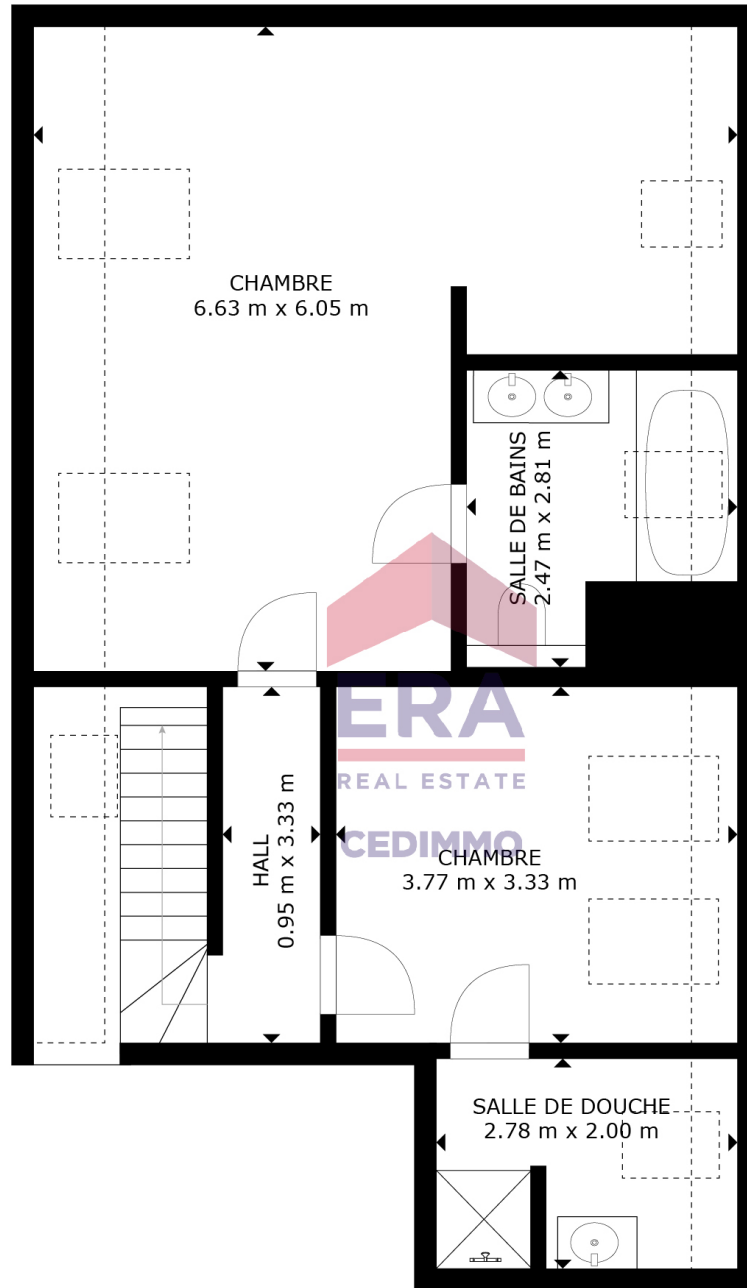 CHAMBRE
6.63 m x 6.05 m
SALLE DE BAINS
2.47 m x 2.81 m
ERA
REAL ESTATE
CEDIMMO
HALL
0.95 m x 3.33 m
CHAMBRE
3.77 m x 3.33 m
SALLE DE DOUCHE
2.78 m x 2.00 m